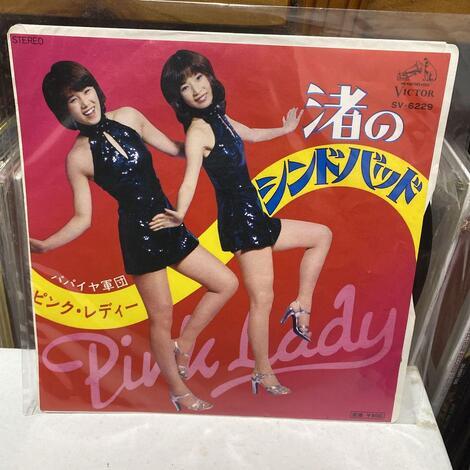 STEREO
VICTOR
SV-6229
渚の
シンドバッド
パパイヤ軍団
ピンク・レディー
Pink Lady